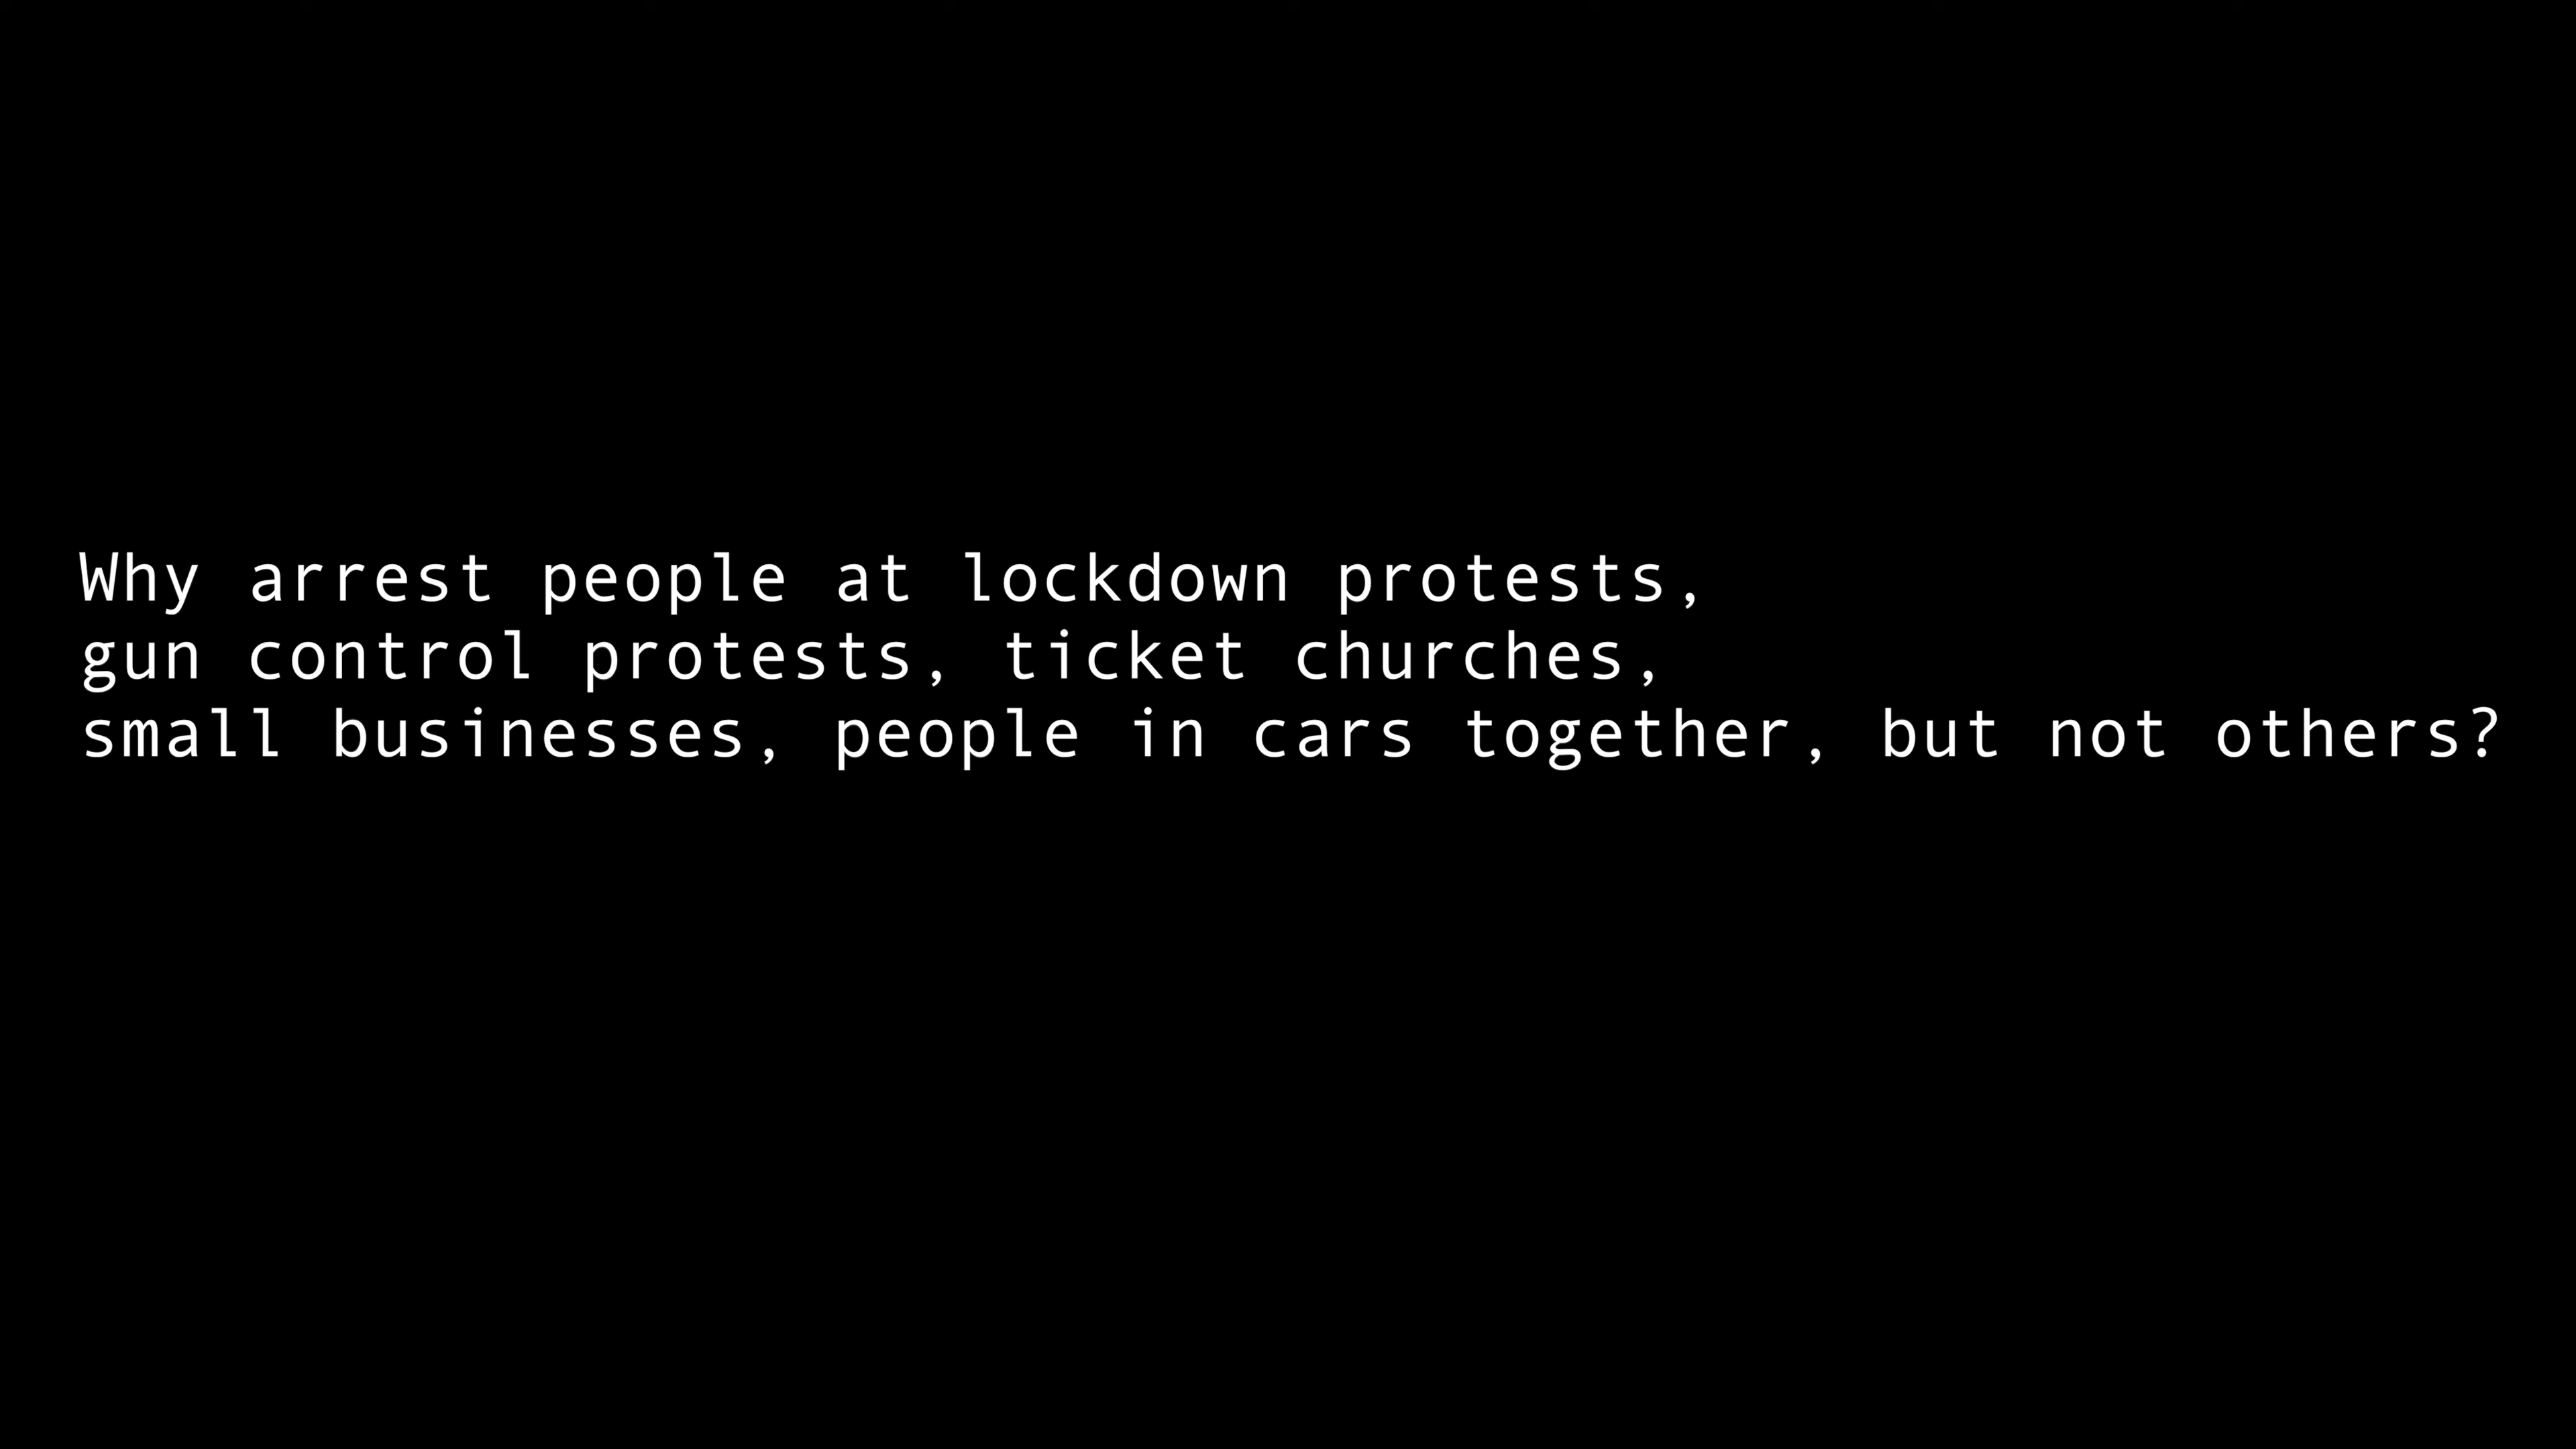 Why arrest people at lockdown protests,
gun control protests, ticket churches,
small businesses, people in cars together, but not others?